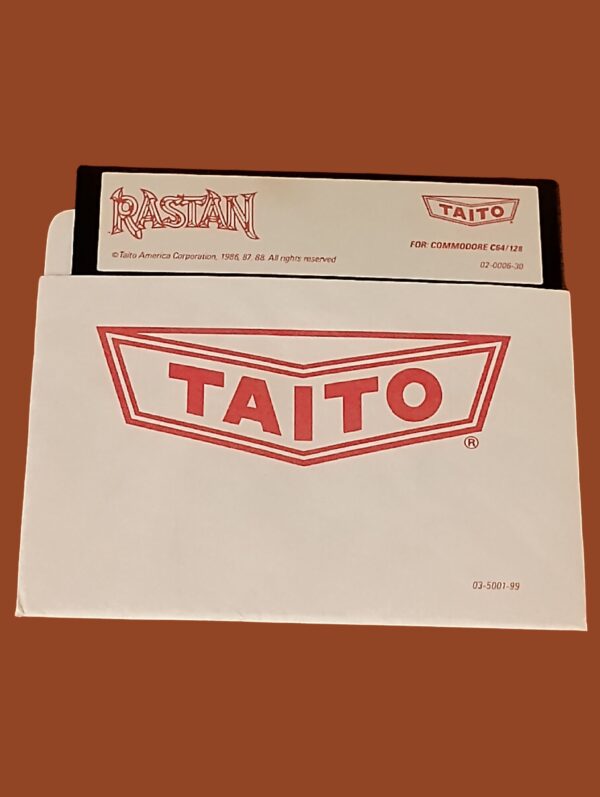 RASTAN
TAITO
FOR: COMMODORE C64/128
© Taito America Corporation, 1986, 87, 88. All rights reserved
02-0006-30
TAITO
®
03-5001-99